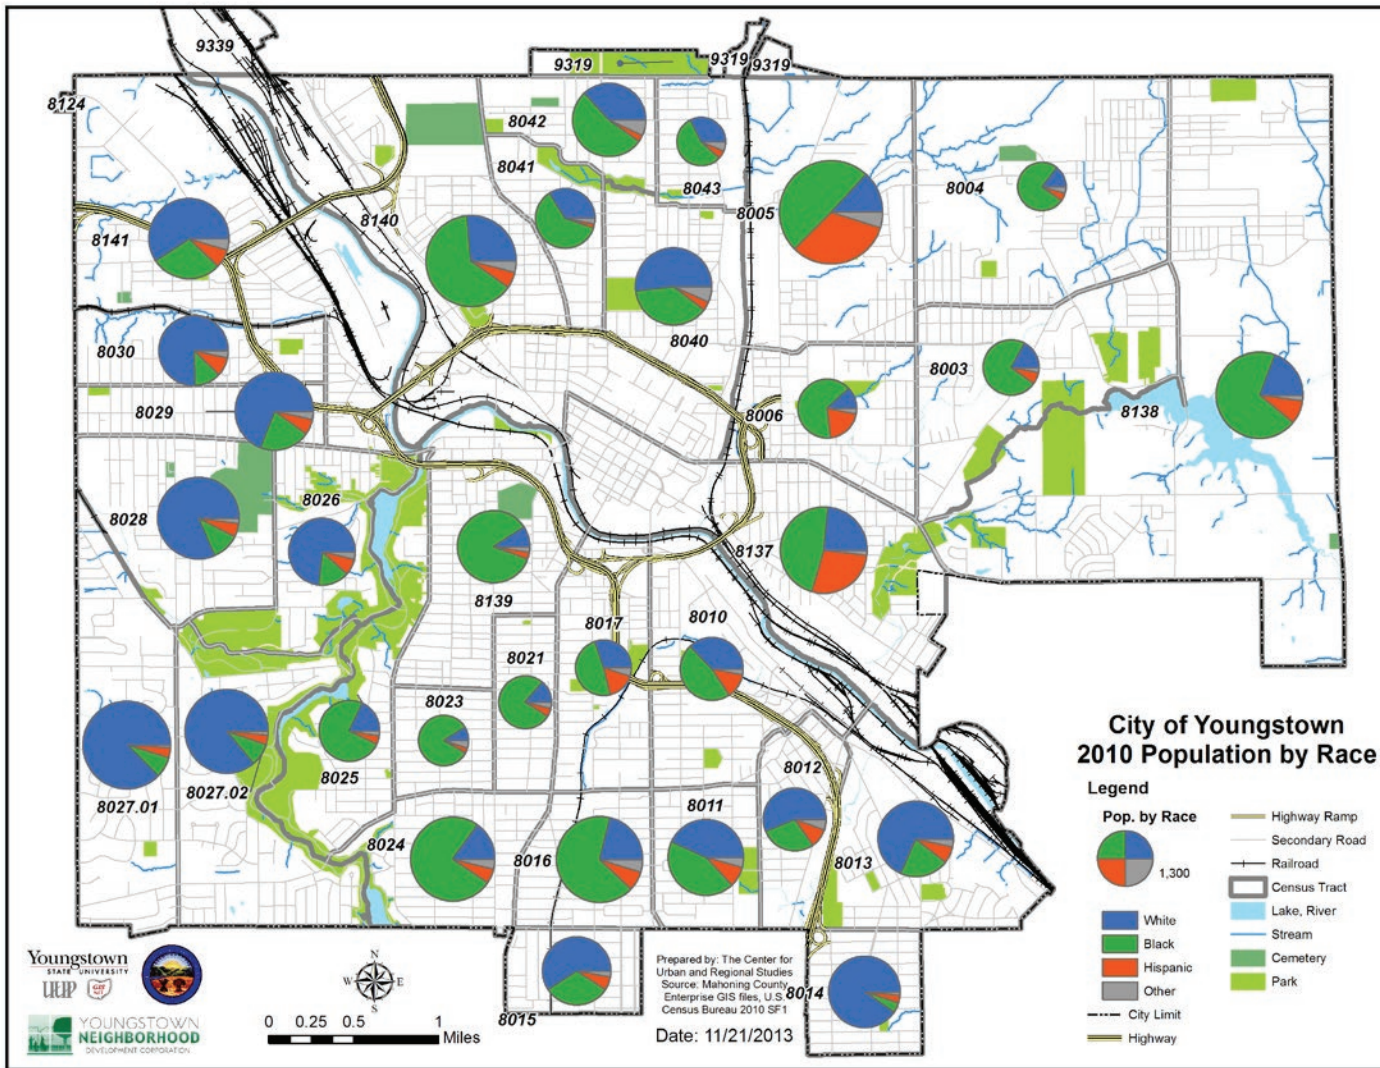 9339
9319
9319
9319
8124
8042
8041
8043
8004
8005
8140
8141
8040
8030
8003
8029
8006
8138
8026
8028
8137
8139
8017
8010
8021
8023
8025
8027.01
8027.02
8012
8011
8024
8016
8013
8014
8015
City of Youngstown
2010 Population by Race
Legend
Pop. by Race
1,300
White
Black
Hispanic
Other
City Limit
Highway
Highway Ramp
Secondary Road
Railroad
Census Tract
Lake, River
Stream
Cemetery
Park
Youngstown
STATE UNIVERSITY
YOUNGSTOWN
NEIGHBORHOOD
DEVELOPMENT CORPORATION
N
W E
S
0 0.25 0.5 1
Miles
Prepared by: The Center for
Urban and Regional Studies
Source: Mahoning County
Enterprise GIS files, U.S.
Census Bureau 2010 SF1
Date: 11/21/2013